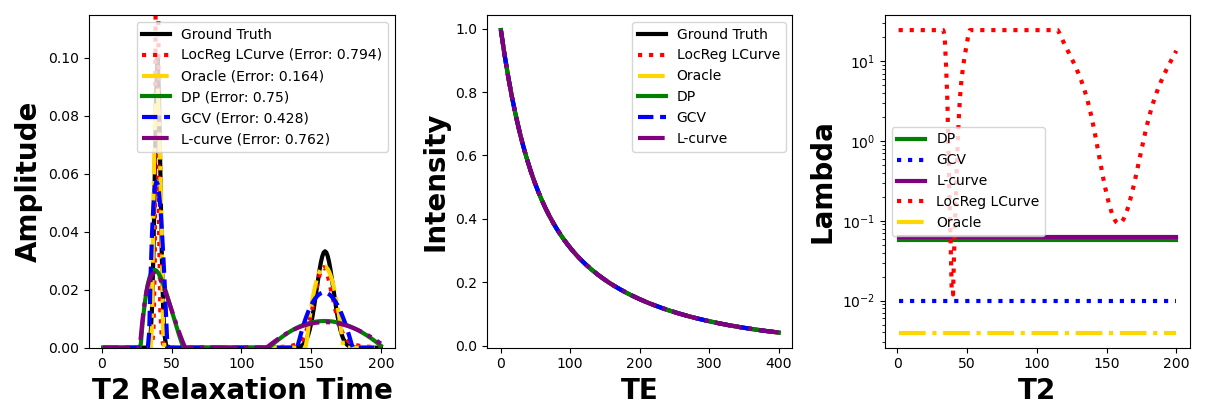 Amplitude
0.00
0.02
0.04
0.06
0.08
0.10
0
50
100
150
200
T2 Relaxation Time
Ground Truth
LocReg LCurve (Error: 0.794)
Oracle (Error: 0.164)
DP (Error: 0.75)
GCV (Error: 0.428)
L-curve (Error: 0.762)
Intensity
0.0
0.2
0.4
0.6
0.8
1.0
0
100
200
300
400
TE
Ground Truth
LocReg LCurve
Oracle
DP
GCV
L-curve
Lambda
10⁻²
10⁻¹
10⁰
10¹
0
50
100
150
200
T2
DP
GCV
L-curve
LocReg LCurve
Oracle